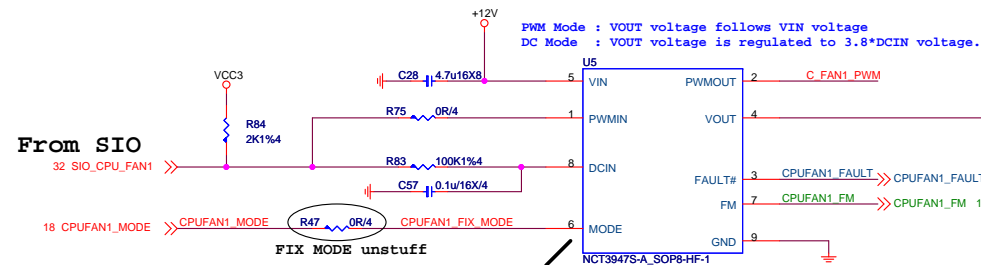 +12V
PWM Mode : VOUT voltage follows VIN voltage
DC Mode : VOUT voltage is regulated to 3.8*DCIN voltage.
U5
VCC3
C28 4.7u16X8 5 VIN PWMOUT 2 C_FAN1_PWM
R84
2K1%4
R75 0R/4 1 PWMIN VOUT 4
From SIO
32 SIO_CPU_FAN1 R83 100K1%4 8 DCIN
FAULT# 3 CPUFAN1_FAULT CPUFAN1_FAULT
C57 0.1u/16X/4
FM 7 CPUFAN1_FM CPUFAN1_FM 1
18 CPUFAN1_MODE CPUFAN1_MODE R47 0R/4 CPUFAN1_FIX_MODE 6 MODE
GND 9
FIX MODE unstuff
NCT3947S-A_SOP8-HF-1